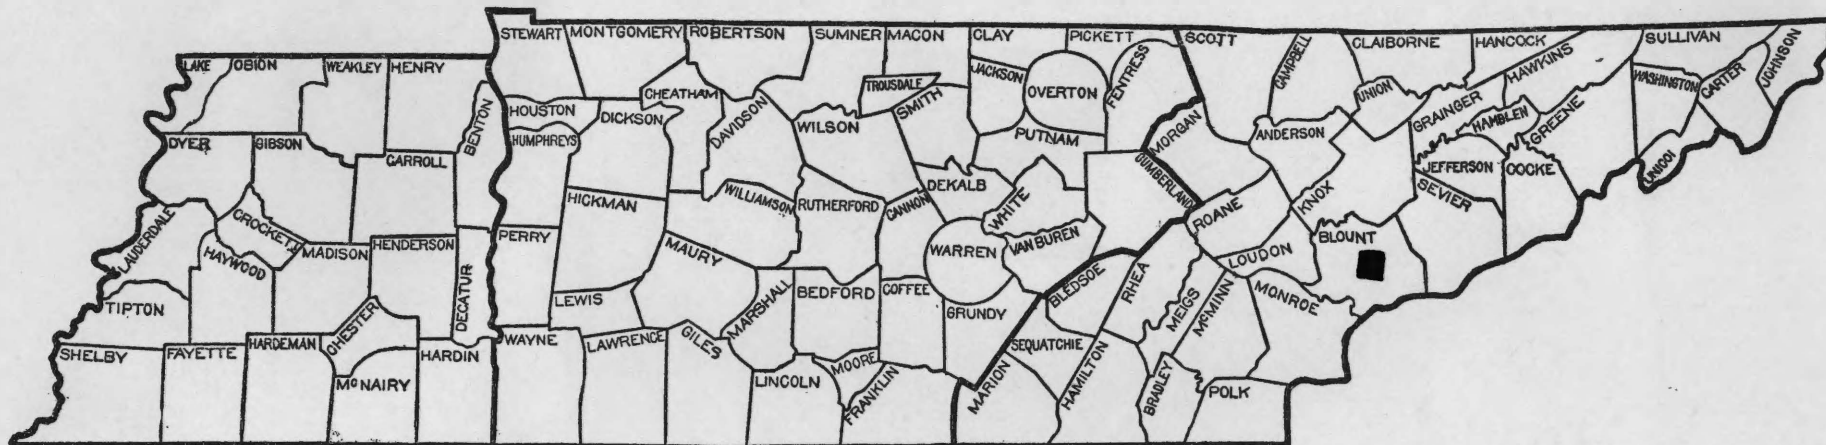 STEWART
MONTGOMERY
ROBERTSON
SUMNER
MACON
CLAY
PICKETT
SCOTT
CAMPBELL
CLAIBORNE
HANCOCK
HAWKINS
SULLIVAN
JOHNSON
LAKE
OBION
WEAKLEY
HENRY
BENTON
HOUSTON
HUMPHREYS
DICKSON
CHEATHAM
DAVIDSON
WILSON
TROUSDALE
SMITH
JACKSON
OVERTON
FENTRESS
PUTNAM
MORGAN
ANDERSON
UNION
GRAINGER
HAMBLEN
GREENE
WASHINGTON
CARTER
UNICOI
DYER
GIBSON
CARROLL
DEKALB
WHITE
CUMBERLAND
ROANE
KNOX
JEFFERSON
COCKE
SEVIER
LAUDERDALE
CROCKETT
HAYWOOD
MADISON
HENDERSON
DECATUR
PERRY
HICKMAN
WILLIAMSON
RUTHERFORD
CANNON
WARREN
VAN BUREN
BLEDSOE
RHEA
LOUDON
BLOUNT
MAURY
TIPTON
LEWIS
MARSHALL
BEDFORD
COFFEE
GRUNDY
SEQUATCHIE
MEIGS
McMINN
MONROE
SHELBY
FAYETTE
HARDEMAN
CHESTER
McNAIRY
HARDIN
WAYNE
LAWRENCE
GILES
LINCOLN
MOORE
FRANKLIN
MARION
HAMILTON
BRADLEY
POLK